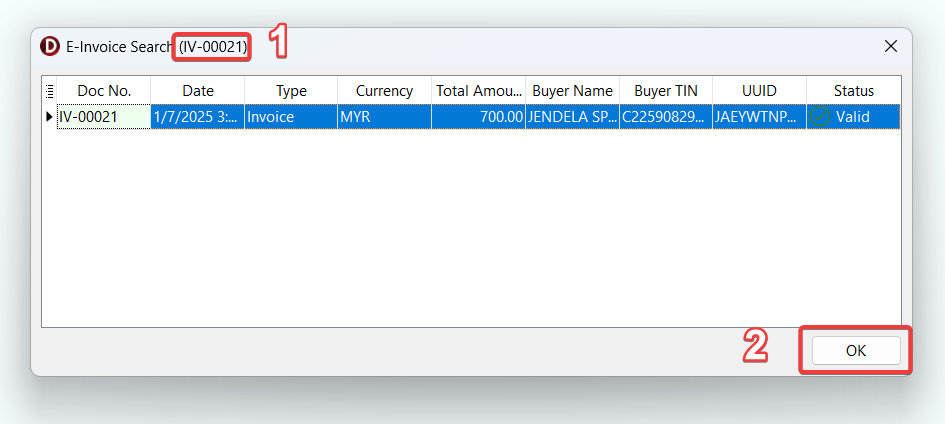 1
D E-Invoice Search (IV-00021)
Doc No. Date Type Currency Total Amou... Buyer Name Buyer TIN UUID Status
IV-00021 1/7/2025 3:... Invoice MYR 700.00 JENDELA SP... C22590829... JAEYWTNP... Valid
2
OK